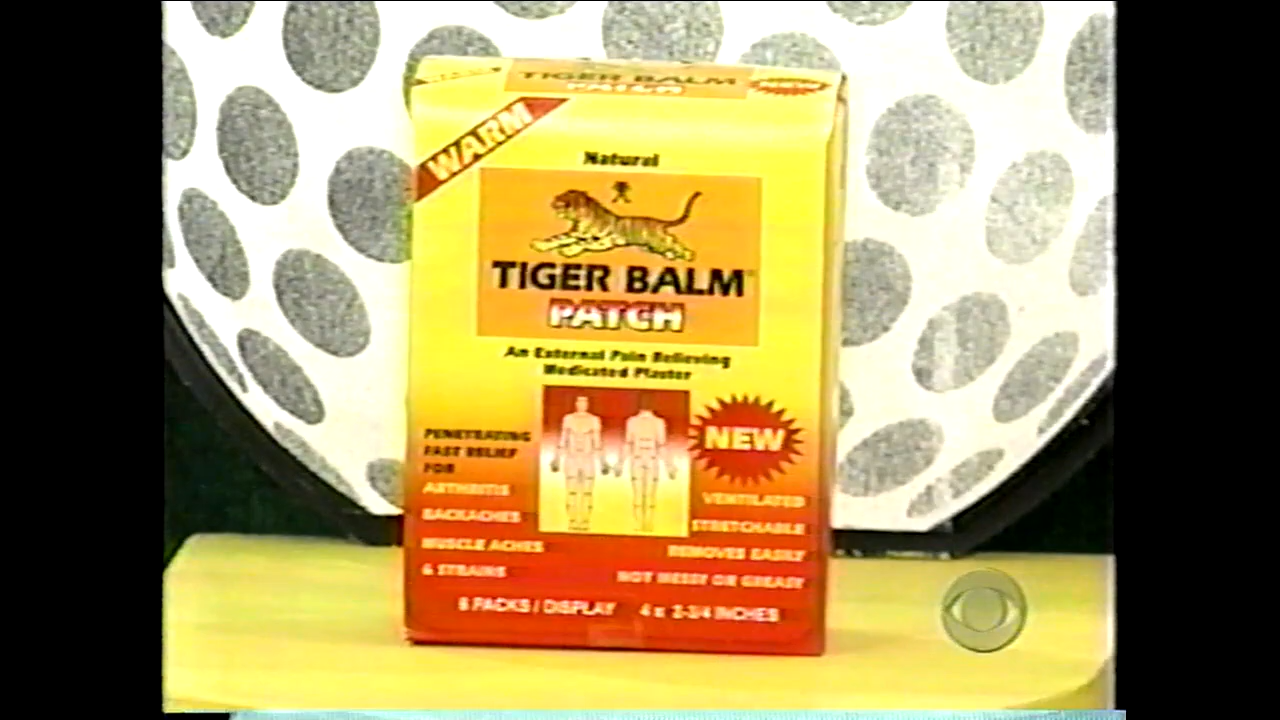 TIGER BALM
PATCH
WARM
Natural
TIGER BALM
PATCH
An External Pain Relieving
Medicated Plaster
NEW
PENETRATING
FAST RELIEF
FOR
ARTHRITIS
BACKACHES
MUSCLE ACHES
& STRAINS
VENTILATED
STRETCHABLE
REMOVES EASILY
NOT MESSY OR GREASY
6 PACKS / DISPLAY 4 x 2-3/4 INCHES